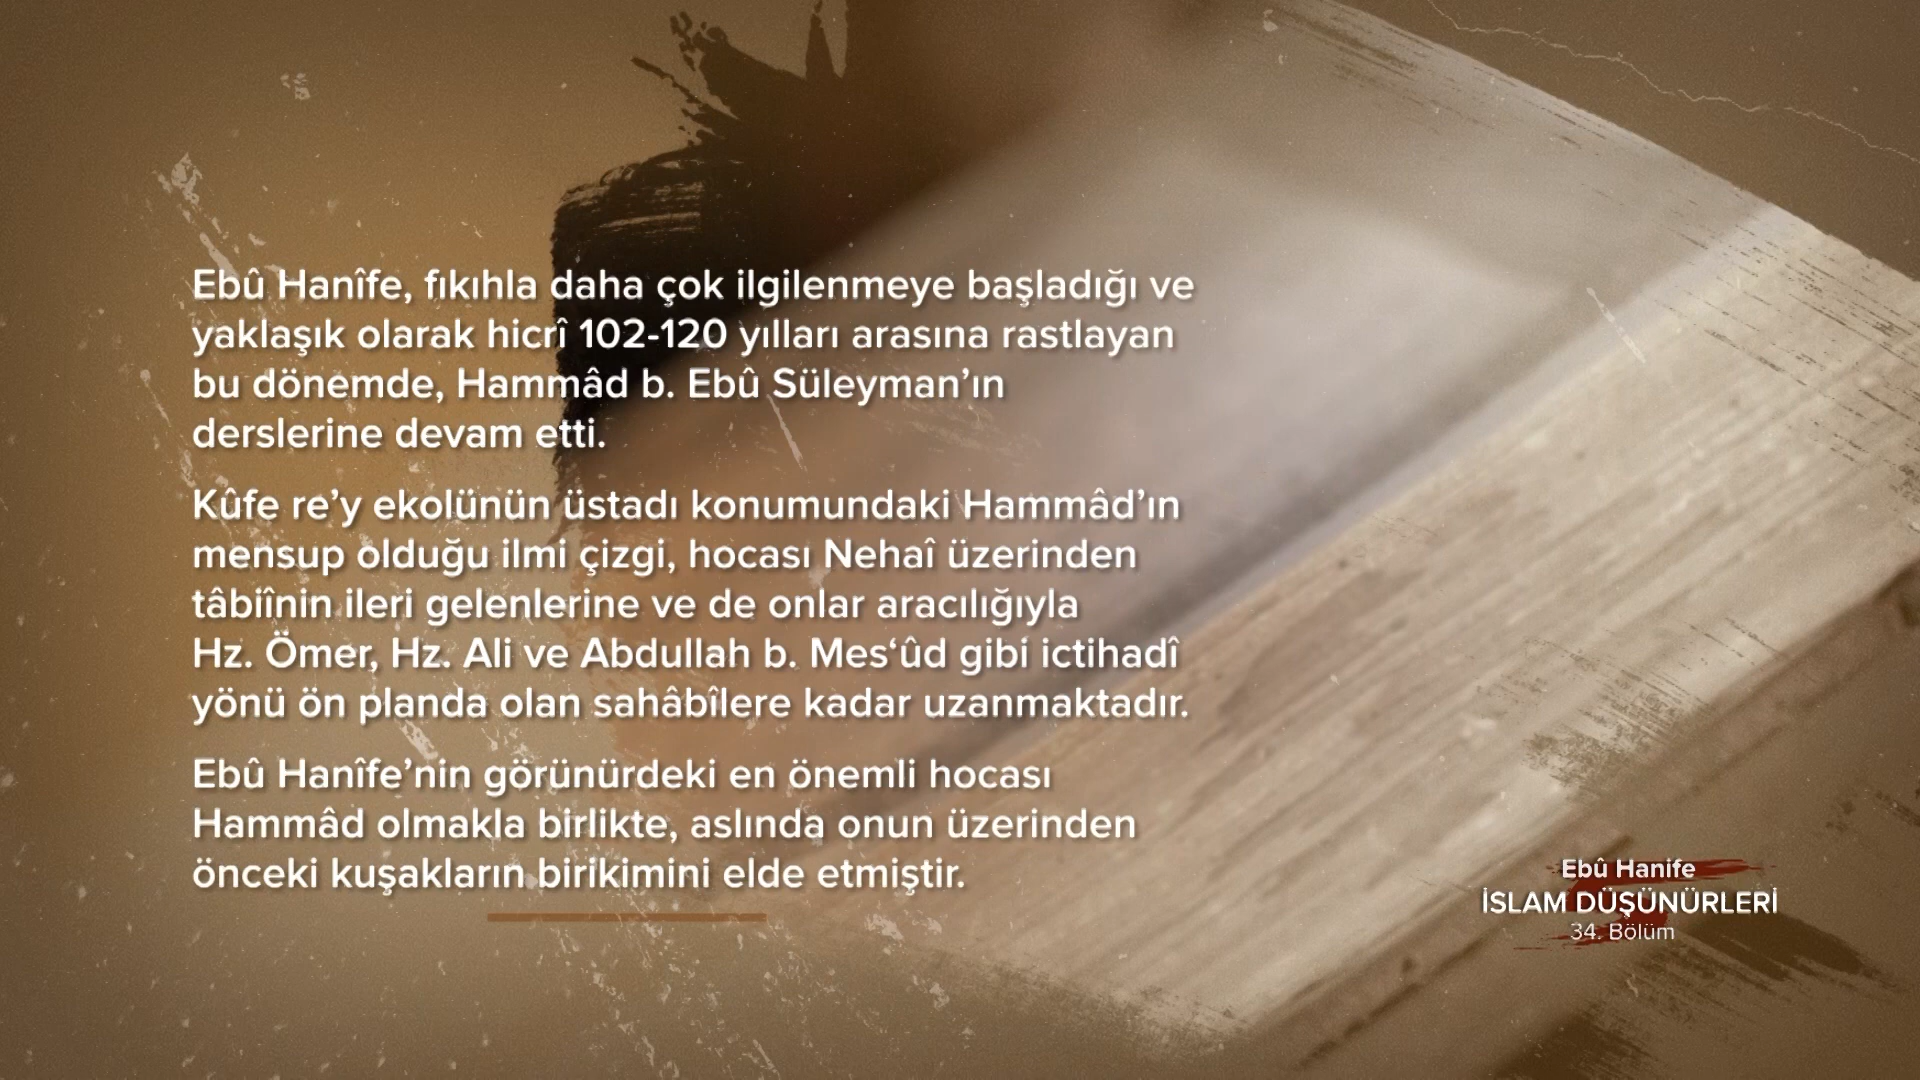 Ebû Hanîfe, fıkıhla daha çok ilgilenmeye başladığı ve
yaklaşık olarak hicrî 102-120 yılları arasına rastlayan
bu dönemde, Hammâd b. Ebû Süleyman’ın
derslerine devam etti.
Kûfe re’y ekolünün üstadı konumundaki Hammâd’ın
mensup olduğu ilmi çizgi, hocası Nehaî üzerinden
tâbiînin ileri gelenlerine ve de onlar aracılığıyla
Hz. Ömer, Hz. Ali ve Abdullah b. Mes‘ûd gibi ictihadî
yönü ön planda olan sahâbîlere kadar uzanmaktadır.
Ebû Hanîfe’nin görünürdeki en önemli hocası
Hammâd olmakla birlikte, aslında onun üzerinden
önceki kuşakların birikimini elde etmiştir.
Ebû Hanife
İSLAM DÜŞÜNÜRLERİ
34. Bölüm